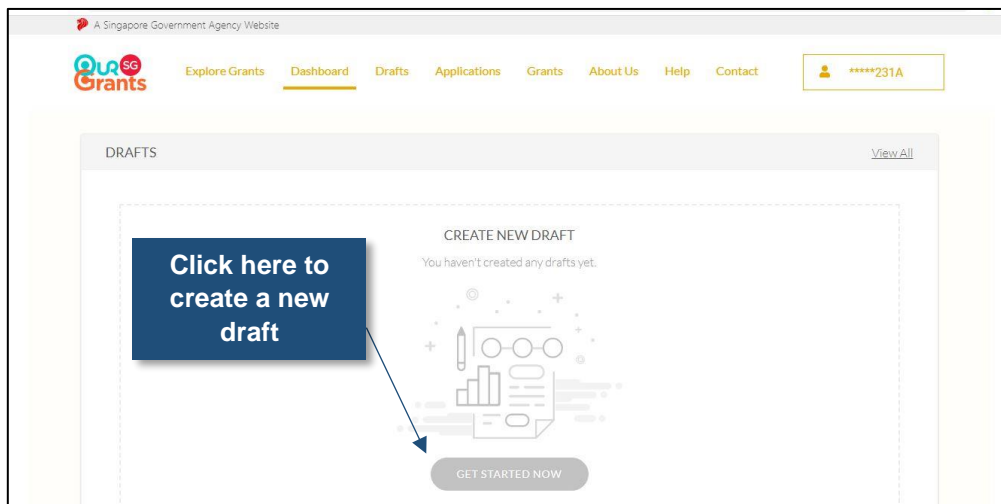 A Singapore Government Agency Website
OUR SG
Grants
Explore Grants Dashboard Drafts Applications Grants About Us Help Contact *****231A
DRAFTS View All
CREATE NEW DRAFT
You haven't created any drafts yet.
Click here to
create a new
draft
GET STARTED NOW